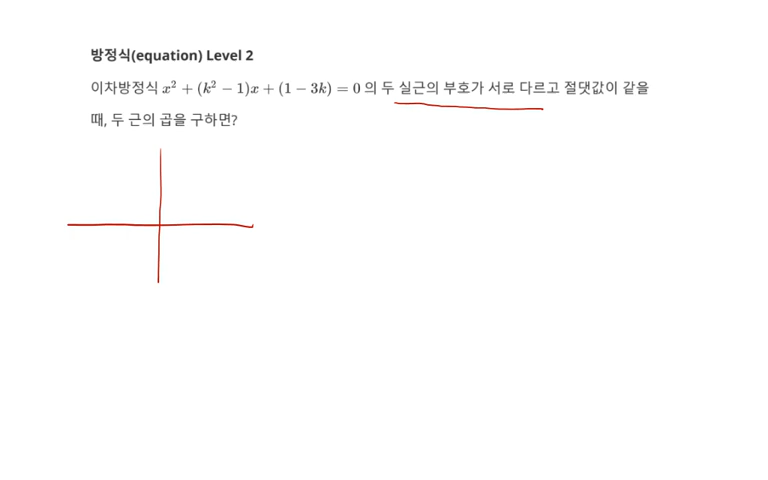 방정식(equation) Level 2
이차방정식 x² + (k² − 1)x + (1 − 3k) = 0 의 두 실근의 부호가 서로 다르고 절댓값이 같을
때, 두 근의 곱을 구하면?